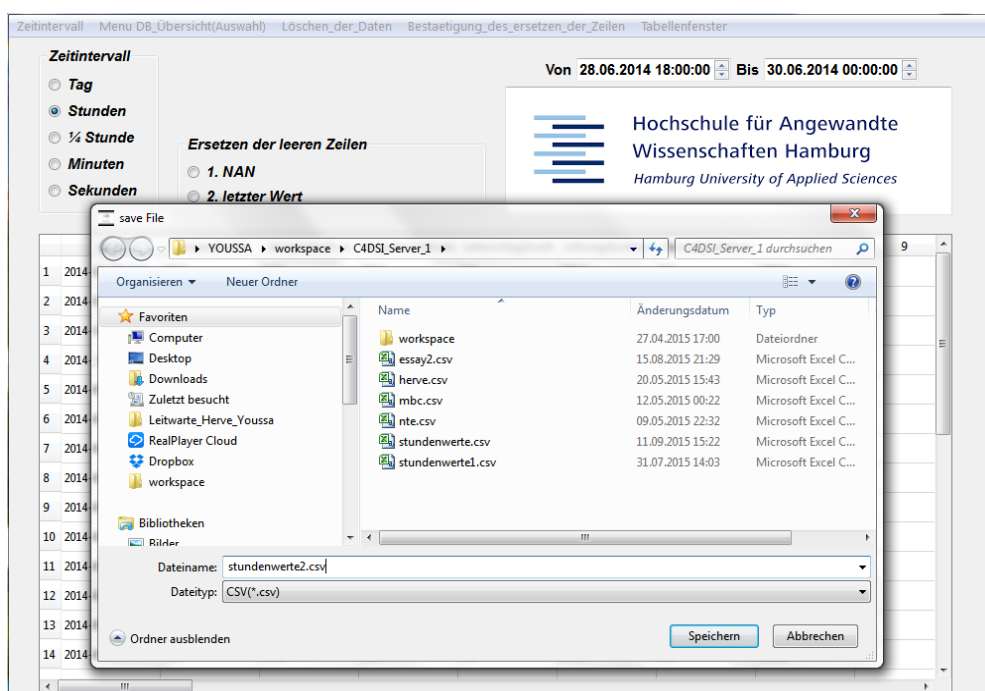 Zeitintervall Menu DB_Übersicht(Auswahl) Löschen_der_Daten Bestaetigung_des_ersetzen_der_Zeilen Tabellenfenster
Zeitintervall
Tag
Stunden
¼ Stunde
Minuten
Sekunden
Ersetzen der leeren Zeilen
1. NAN
2. letzter Wert
Von 28.06.2014 18:00:00 Bis 30.06.2014 00:00:00
Hochschule für Angewandte
Wissenschaften Hamburg
Hamburg University of Applied Sciences
save File
YOUSSA workspace C4DSI_Server_1
C4DSI_Server_1 durchsuchen
9
Organisieren Neuer Ordner
Favoriten
Computer
Desktop
Downloads
Zuletzt besucht
Leitwarte_Herve_Youssa
RealPlayer Cloud
Dropbox
workspace
Bibliotheken
Bilder
Name Änderungsdatum Typ
workspace 27.04.2015 17:00 Dateiordner
essay2.csv 15.08.2015 21:29 Microsoft Excel C...
herve.csv 20.05.2015 15:43 Microsoft Excel C...
mbc.csv 12.05.2015 00:22 Microsoft Excel C...
nte.csv 09.05.2015 22:32 Microsoft Excel C...
stundenwerte.csv 11.09.2015 15:22 Microsoft Excel C...
stundenwerte1.csv 31.07.2015 14:03 Microsoft Excel C...
Dateiname: stundenwerte2.csv
Dateityp: CSV(*.csv)
Ordner ausblenden
Speichern Abbrechen
1 2014-
2 2014-
3 2014-
4 2014-
5 2014-
6 2014-
7 2014-
8 2014-
9 2014-
10 2014-
11 2014-
12 2014-
13 2014-
14 2014-